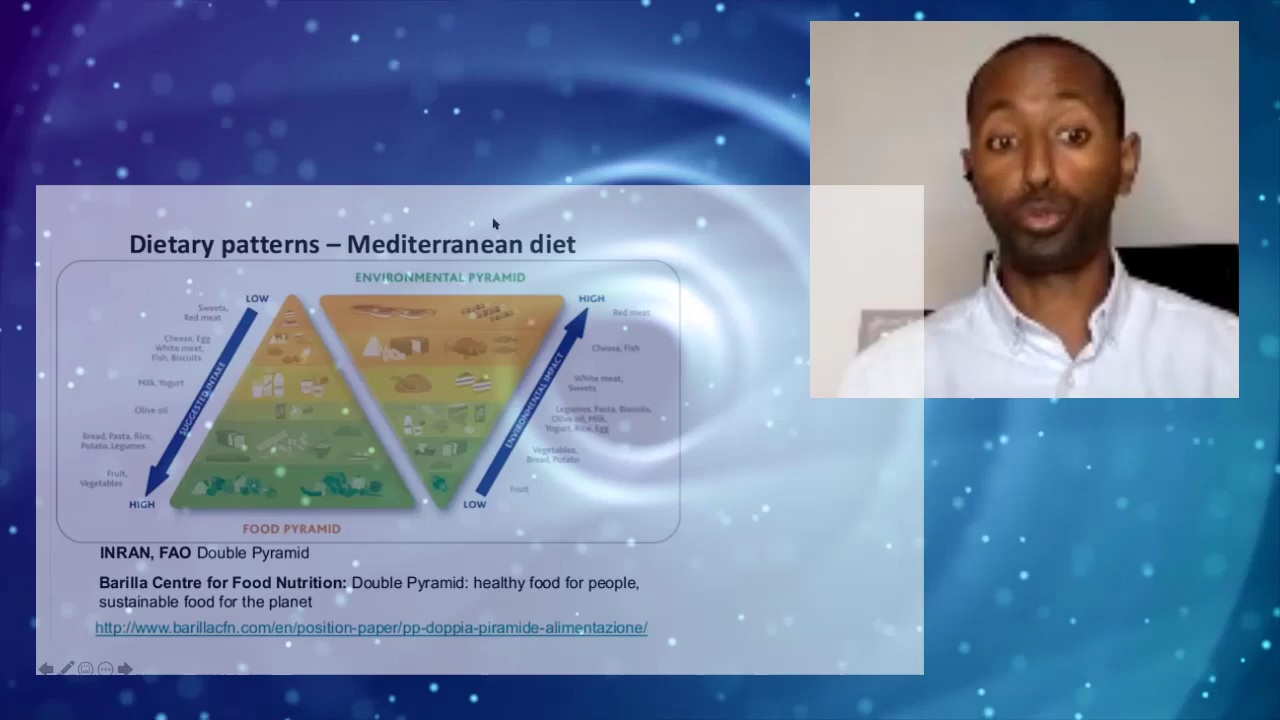 Dietary patterns – Mediterranean diet
ENVIRONMENTAL PYRAMID
LOW
HIGH
Sweets,
Red meat
Red meat
Cheese, Egg
White meat,
Fish, Biscuits
Cheese, Fish
Milk, Yogurt
White meat,
Sweets
SUGGESTED INTAKE
ENVIRONMENTAL IMPACT
Olive oil
Legumes, Pasta, Biscuits,
Olive oil, Milk,
Yogurt, Rice, Egg
Bread, Pasta, Rice,
Potato, Legumes
Vegetables,
Bread, Potato
Fruit,
Vegetables
Fruit
HIGH
LOW
FOOD PYRAMID
INRAN, FAO Double Pyramid
Barilla Centre for Food Nutrition: Double Pyramid: healthy food for people,
sustainable food for the planet
http://www.barillacfn.com/en/position-paper/pp-doppia-piramide-alimentazione/